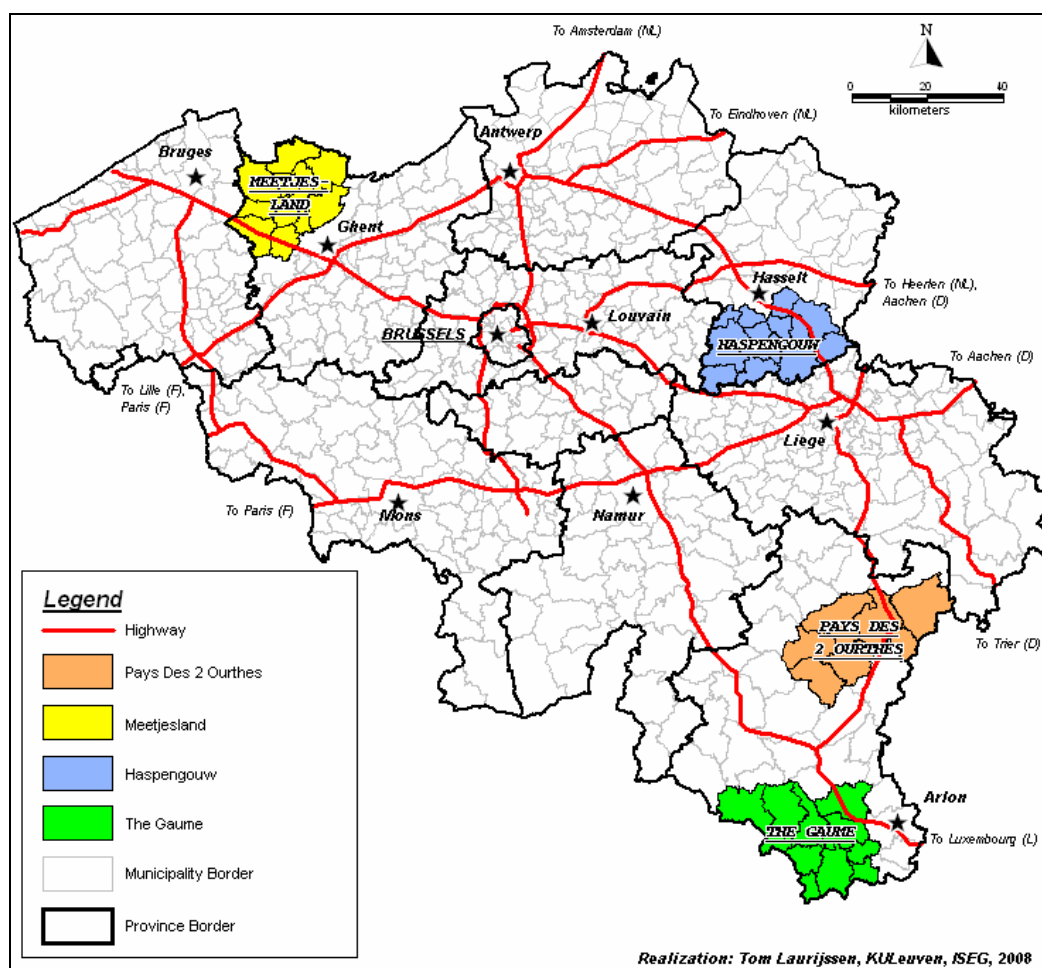 To Amsterdam (NL)
N
0 20 40
kilometers
To Eindhoven (NL)
Antwerp
Bruges
MEETJES-
LAND
Ghent
Hasselt
To Heerlen (NL),
Aachen (D)
Louvain
BRUSSELS
HASPENGOUW
To Aachen (D)
To Lille (F),
Paris (F)
Liege
To Paris (F)
Mons
Namur
Legend
Highway
Pays Des 2 Ourthes
Meetjesland
Haspengouw
The Gaume
Municipality Border
Province Border
PAYS DES
2 OURTHES
To Trier (D)
Arlon
THE GAUME
To Luxembourg (L)
Realization: Tom Laurijssen, KULeuven, ISEG, 2008